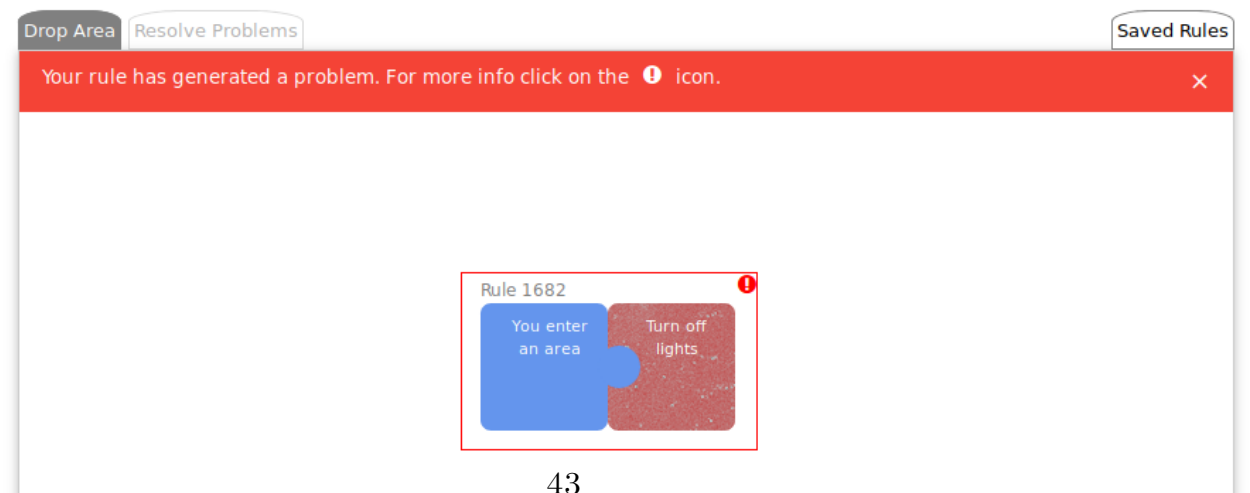 Drop Area
Resolve Problems
Saved Rules
Your rule has generated a problem. For more info click on the icon.
Rule 1682
You enter
an area
Turn off
lights
43